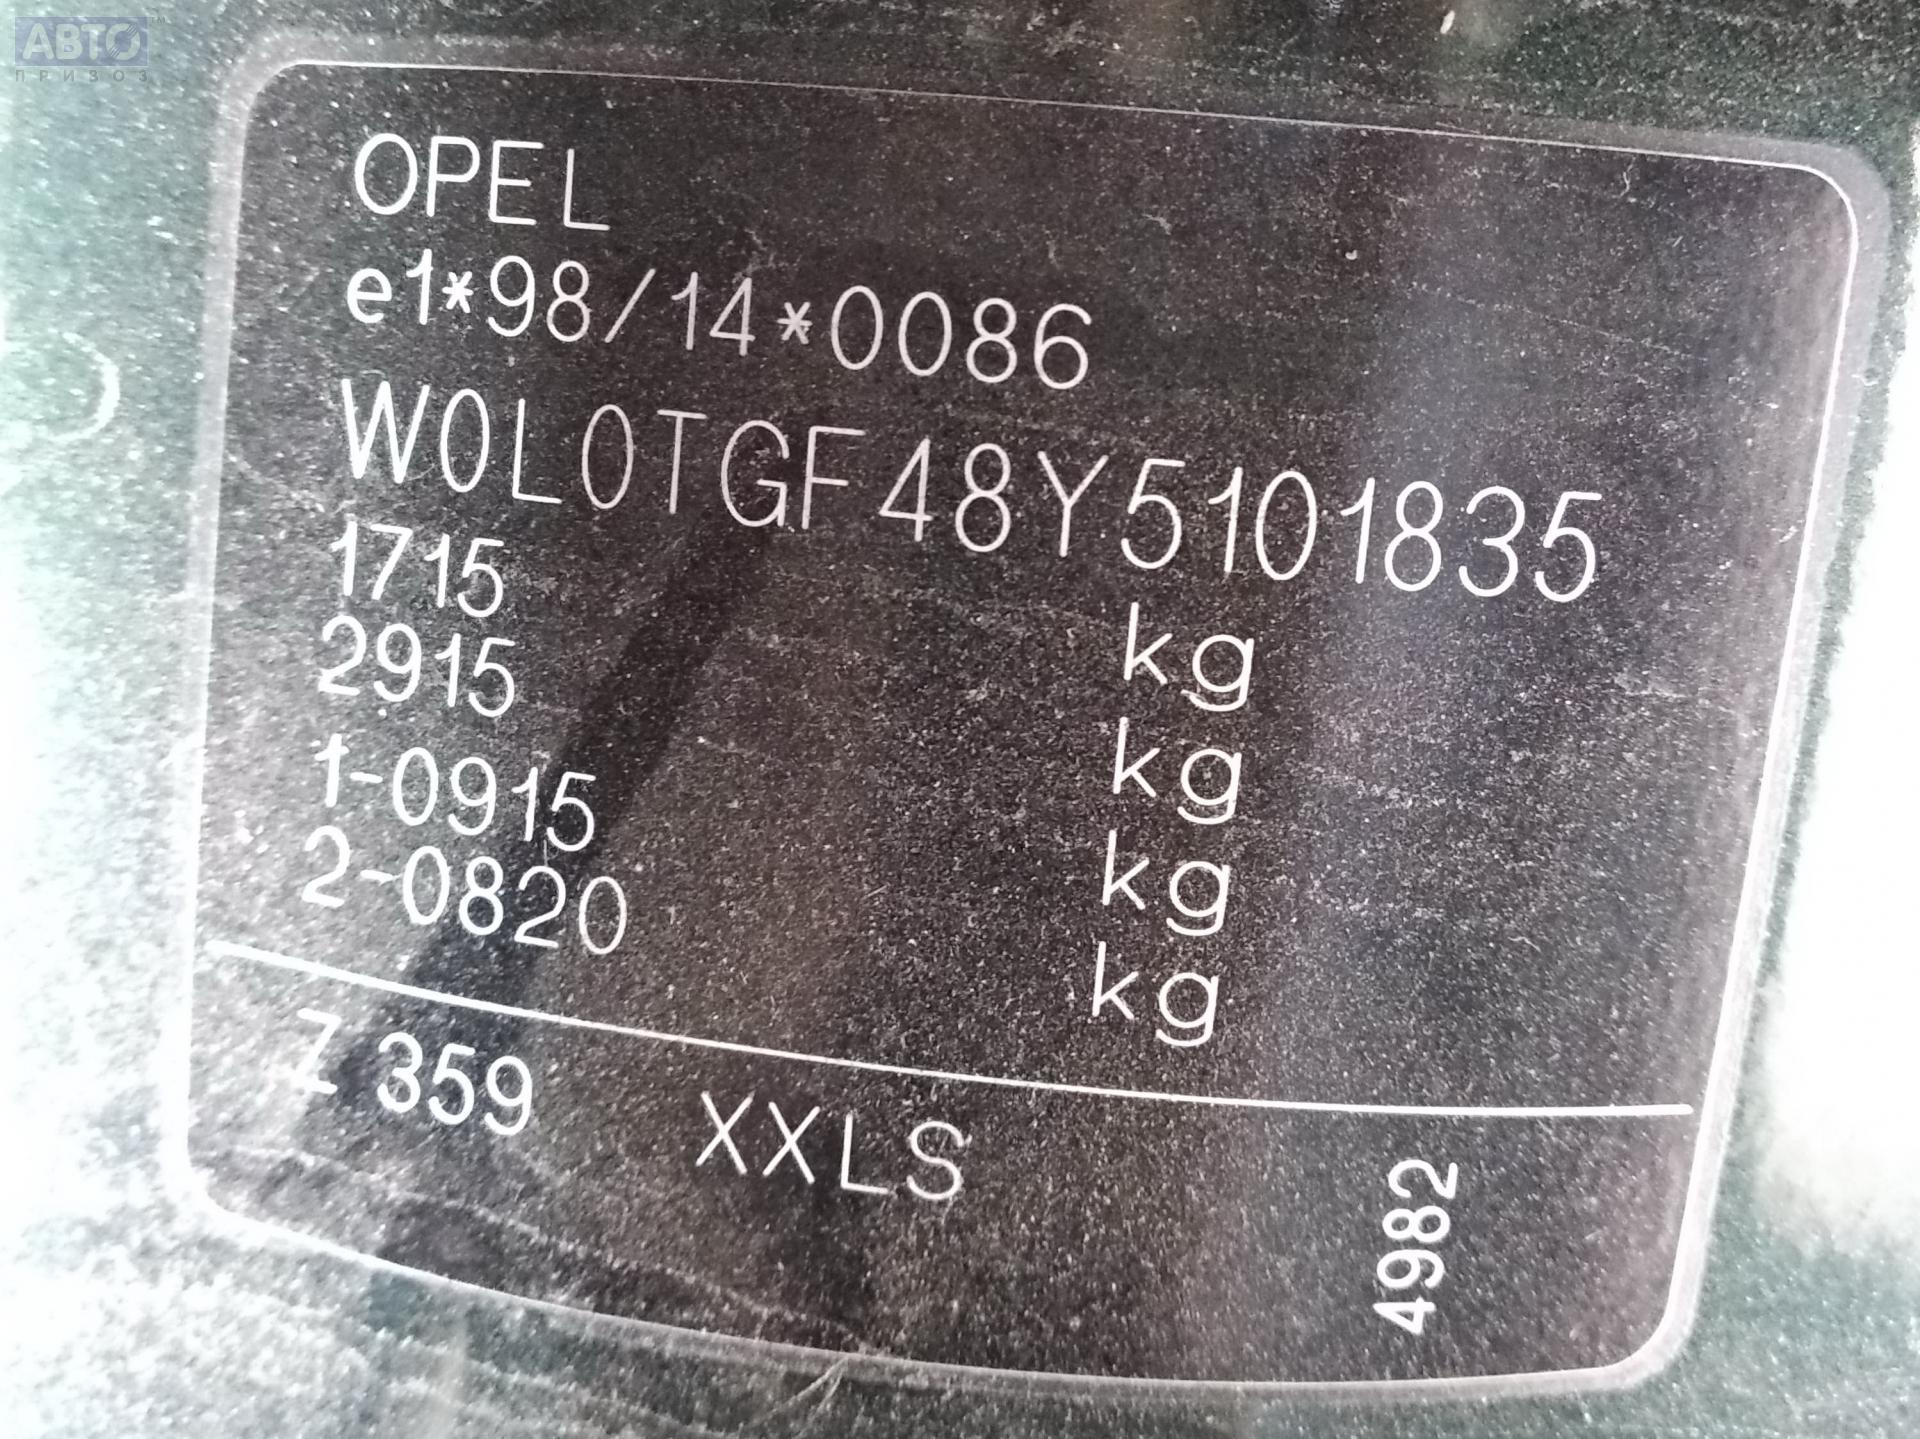 АВТО
ПРИЗОЗ
OPEL
e1*98/14*0086
W0L0TGF48Y5101835
1715 kg
2915 kg
1-0915 kg
2-0820 kg
Z 359 XXLS 4982